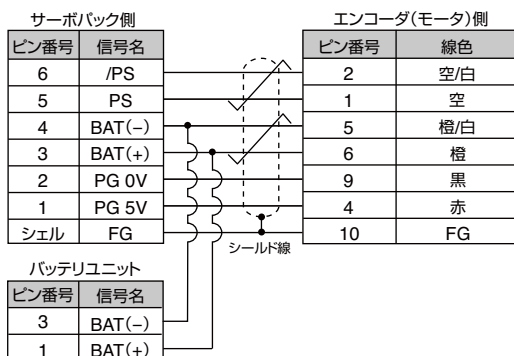 サーボパック側
エンコーダ(モータ)側
ピン番号 信号名 ピン番号 線色
6 /PS 2 空/白
5 PS 1 空
4 BAT(−) 5 橙/白
3 BAT(+) 6 橙
2 PG 0V 9 黒
1 PG 5V 4 赤
シェル FG 10 FG
シールド線
バッテリユニット
ピン番号 信号名
3 BAT(−)
1 BAT(+)